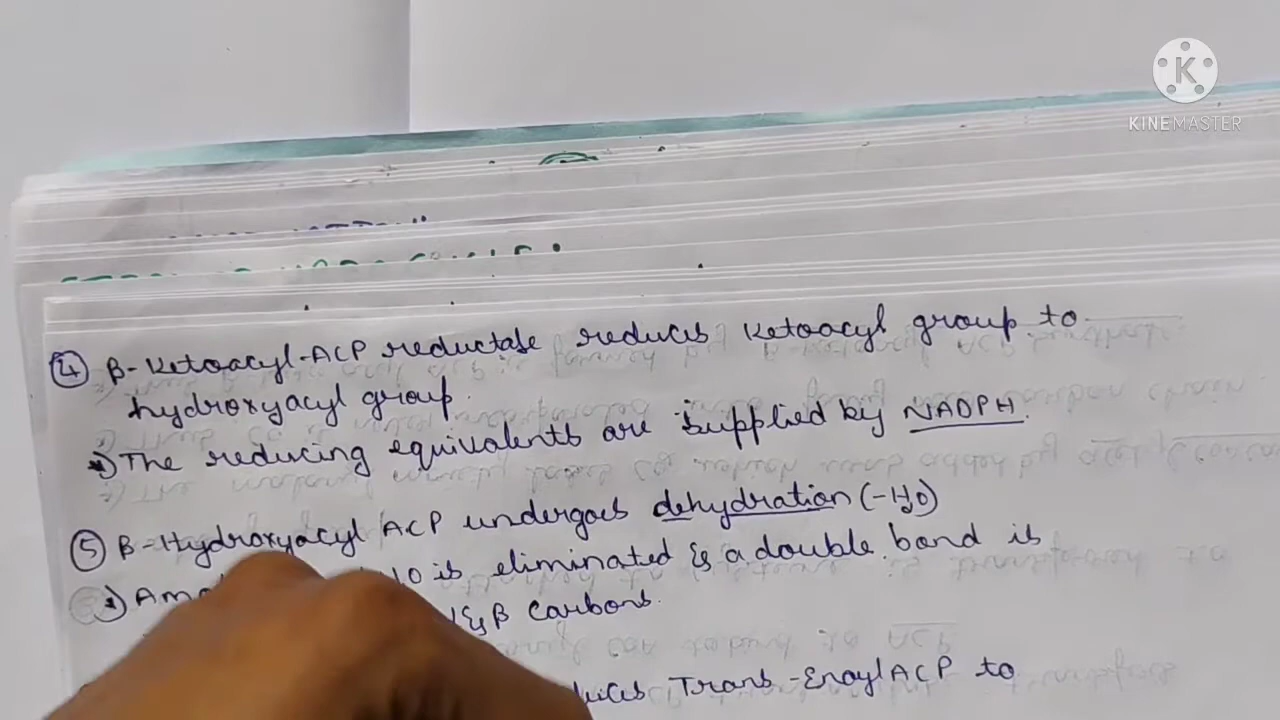 K
KINEMASTER
④ β-Ketoacyl-ACP reductase reduces Ketoacyl group to
hydroxyacyl group.
The reducing equivalents are supplied by NADPH.
⑤ β-Hydroxyacyl ACP undergoes dehydration (-H2O)
is eliminated & a double bond is
& β Carbons.
Trans-Enoyl ACP to